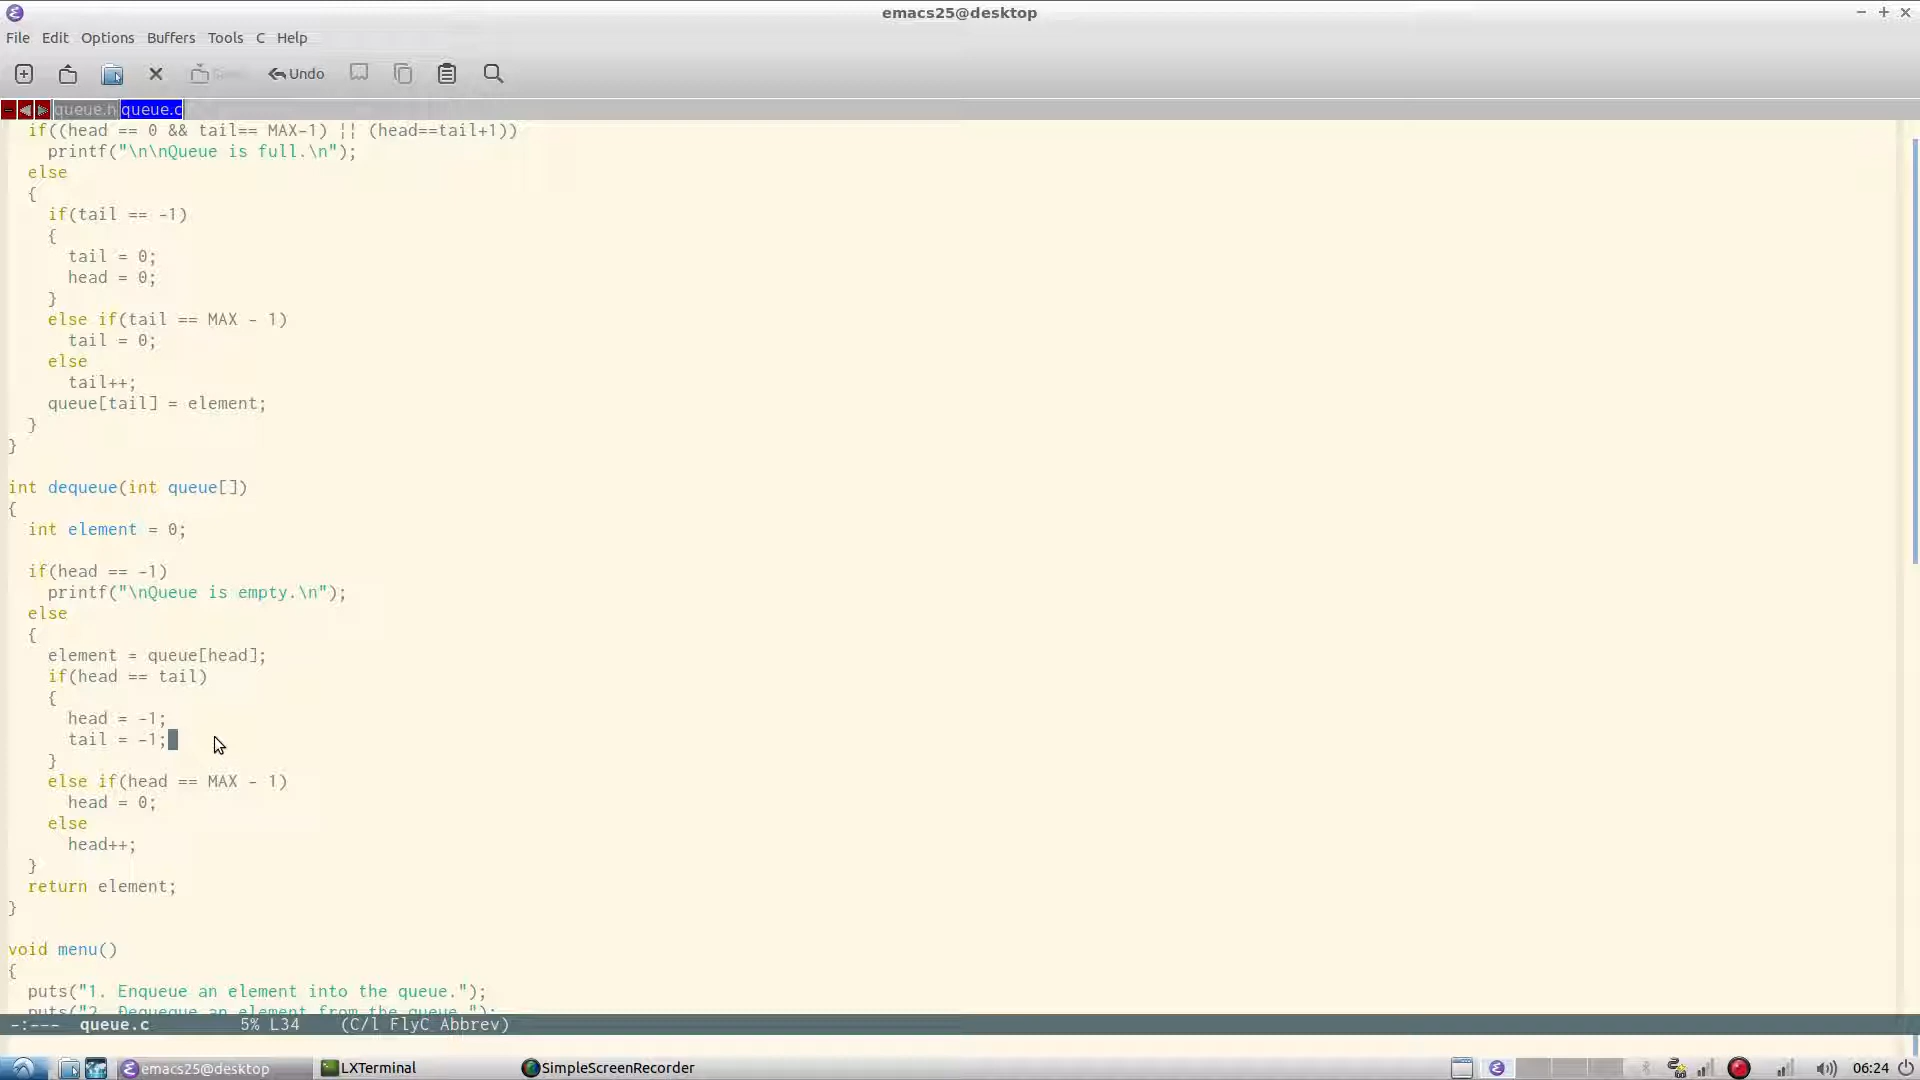 emacs25@desktop
File Edit Options Buffers Tools C Help
Undo
queue.h queue.c
if((head == 0 && tail== MAX-1) || (head==tail+1))
printf("\n\nQueue is full.\n");
else
{
if(tail == -1)
{
tail = 0;
head = 0;
}
else if(tail == MAX - 1)
tail = 0;
else
tail++;
queue[tail] = element;
}
}
int dequeue(int queue[])
{
int element = 0;
if(head == -1)
printf("\nQueue is empty.\n");
else
{
element = queue[head];
if(head == tail)
{
head = -1;
tail = -1;
}
else if(head == MAX - 1)
head = 0;
else
head++;
}
return element;
}
void menu()
{
puts("1. Enqueue an element into the queue.");
-:--- queue.c 5% L34 (C/l FlyC Abbrev)
emacs25@desktop LXTerminal SimpleScreenRecorder 06:24